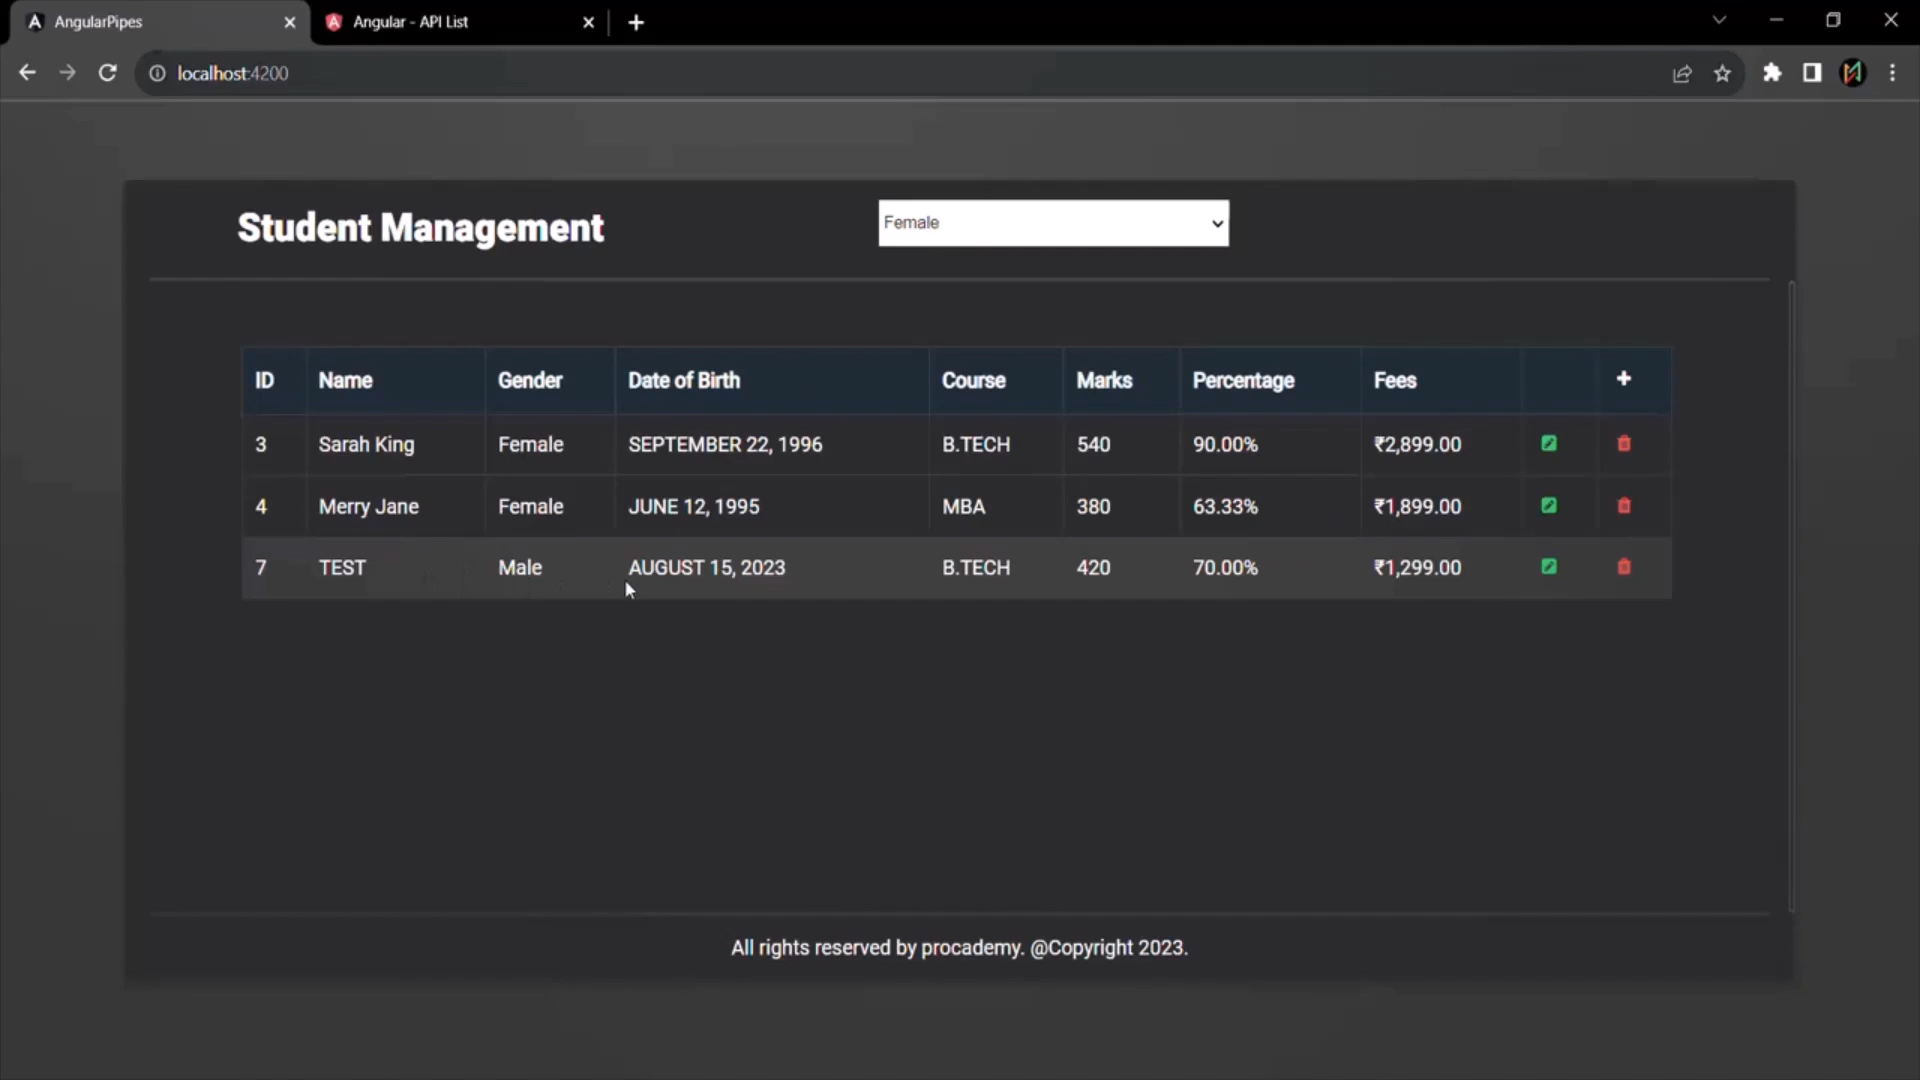 AngularPipes
Angular - API List
localhost:4200
Student Management
Female
ID Name Gender Date of Birth Course Marks Percentage Fees +
3 Sarah King Female SEPTEMBER 22, 1996 B.TECH 540 90.00% ₹2,899.00
4 Merry Jane Female JUNE 12, 1995 MBA 380 63.33% ₹1,899.00
7 TEST Male AUGUST 15, 2023 B.TECH 420 70.00% ₹1,299.00
All rights reserved by procademy. @Copyright 2023.